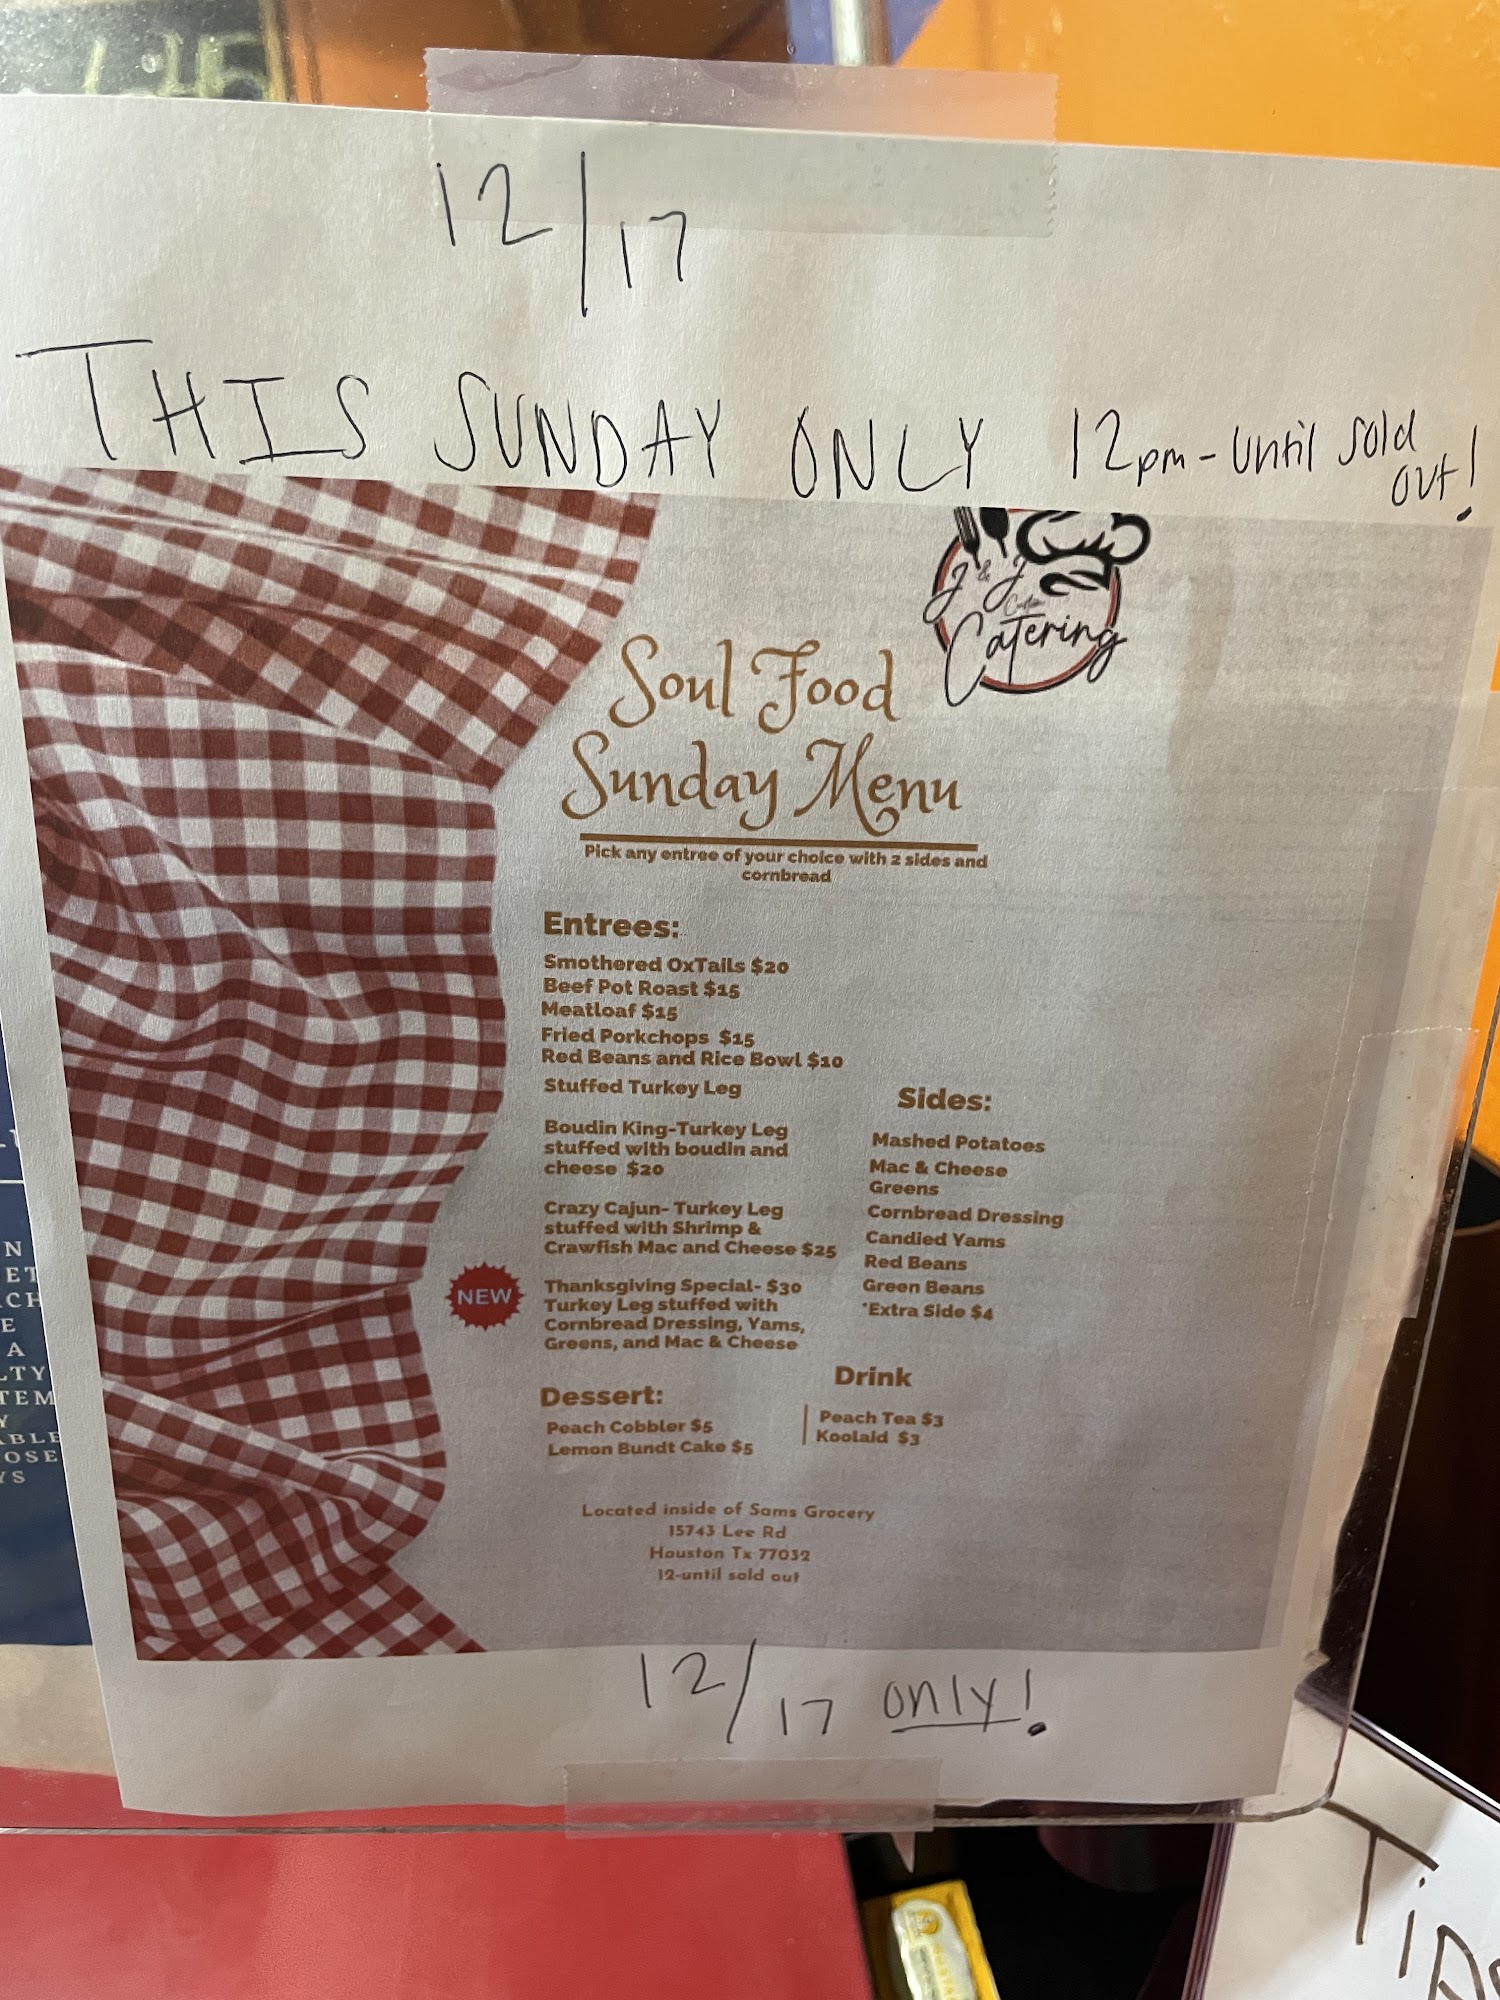 12/17
THIS SUNDAY ONLY 12pm - Until Sold
out!
J & J
Catering
Soul Food
Sunday Menu
Pick any entree of your choice with 2 sides and
cornbread
Entrees:
Smothered OxTails $20
Beef Pot Roast $15
Meatloaf $15
Fried Porkchops $15
Red Beans and Rice Bowl $10
Stuffed Turkey Leg
Boudin King-Turkey Leg
stuffed with boudin and
cheese $20
Crazy Cajun- Turkey Leg
stuffed with Shrimp &
Crawfish Mac and Cheese $25
NEW
Thanksgiving Special- $30
Turkey Leg stuffed with
Cornbread Dressing, Yams,
Greens, and Mac & Cheese
Sides:
Mashed Potatoes
Mac & Cheese
Greens
Cornbread Dressing
Candied Yams
Red Beans
Green Beans
*Extra Side $4
Dessert:
Peach Cobbler $5
Lemon Bundt Cake $5
Drink
Peach Tea $3
Koolaid $3
Located inside of Sams Grocery
15743 Lee Rd
Houston Tx 77032
12-until sold out
12/17 only!